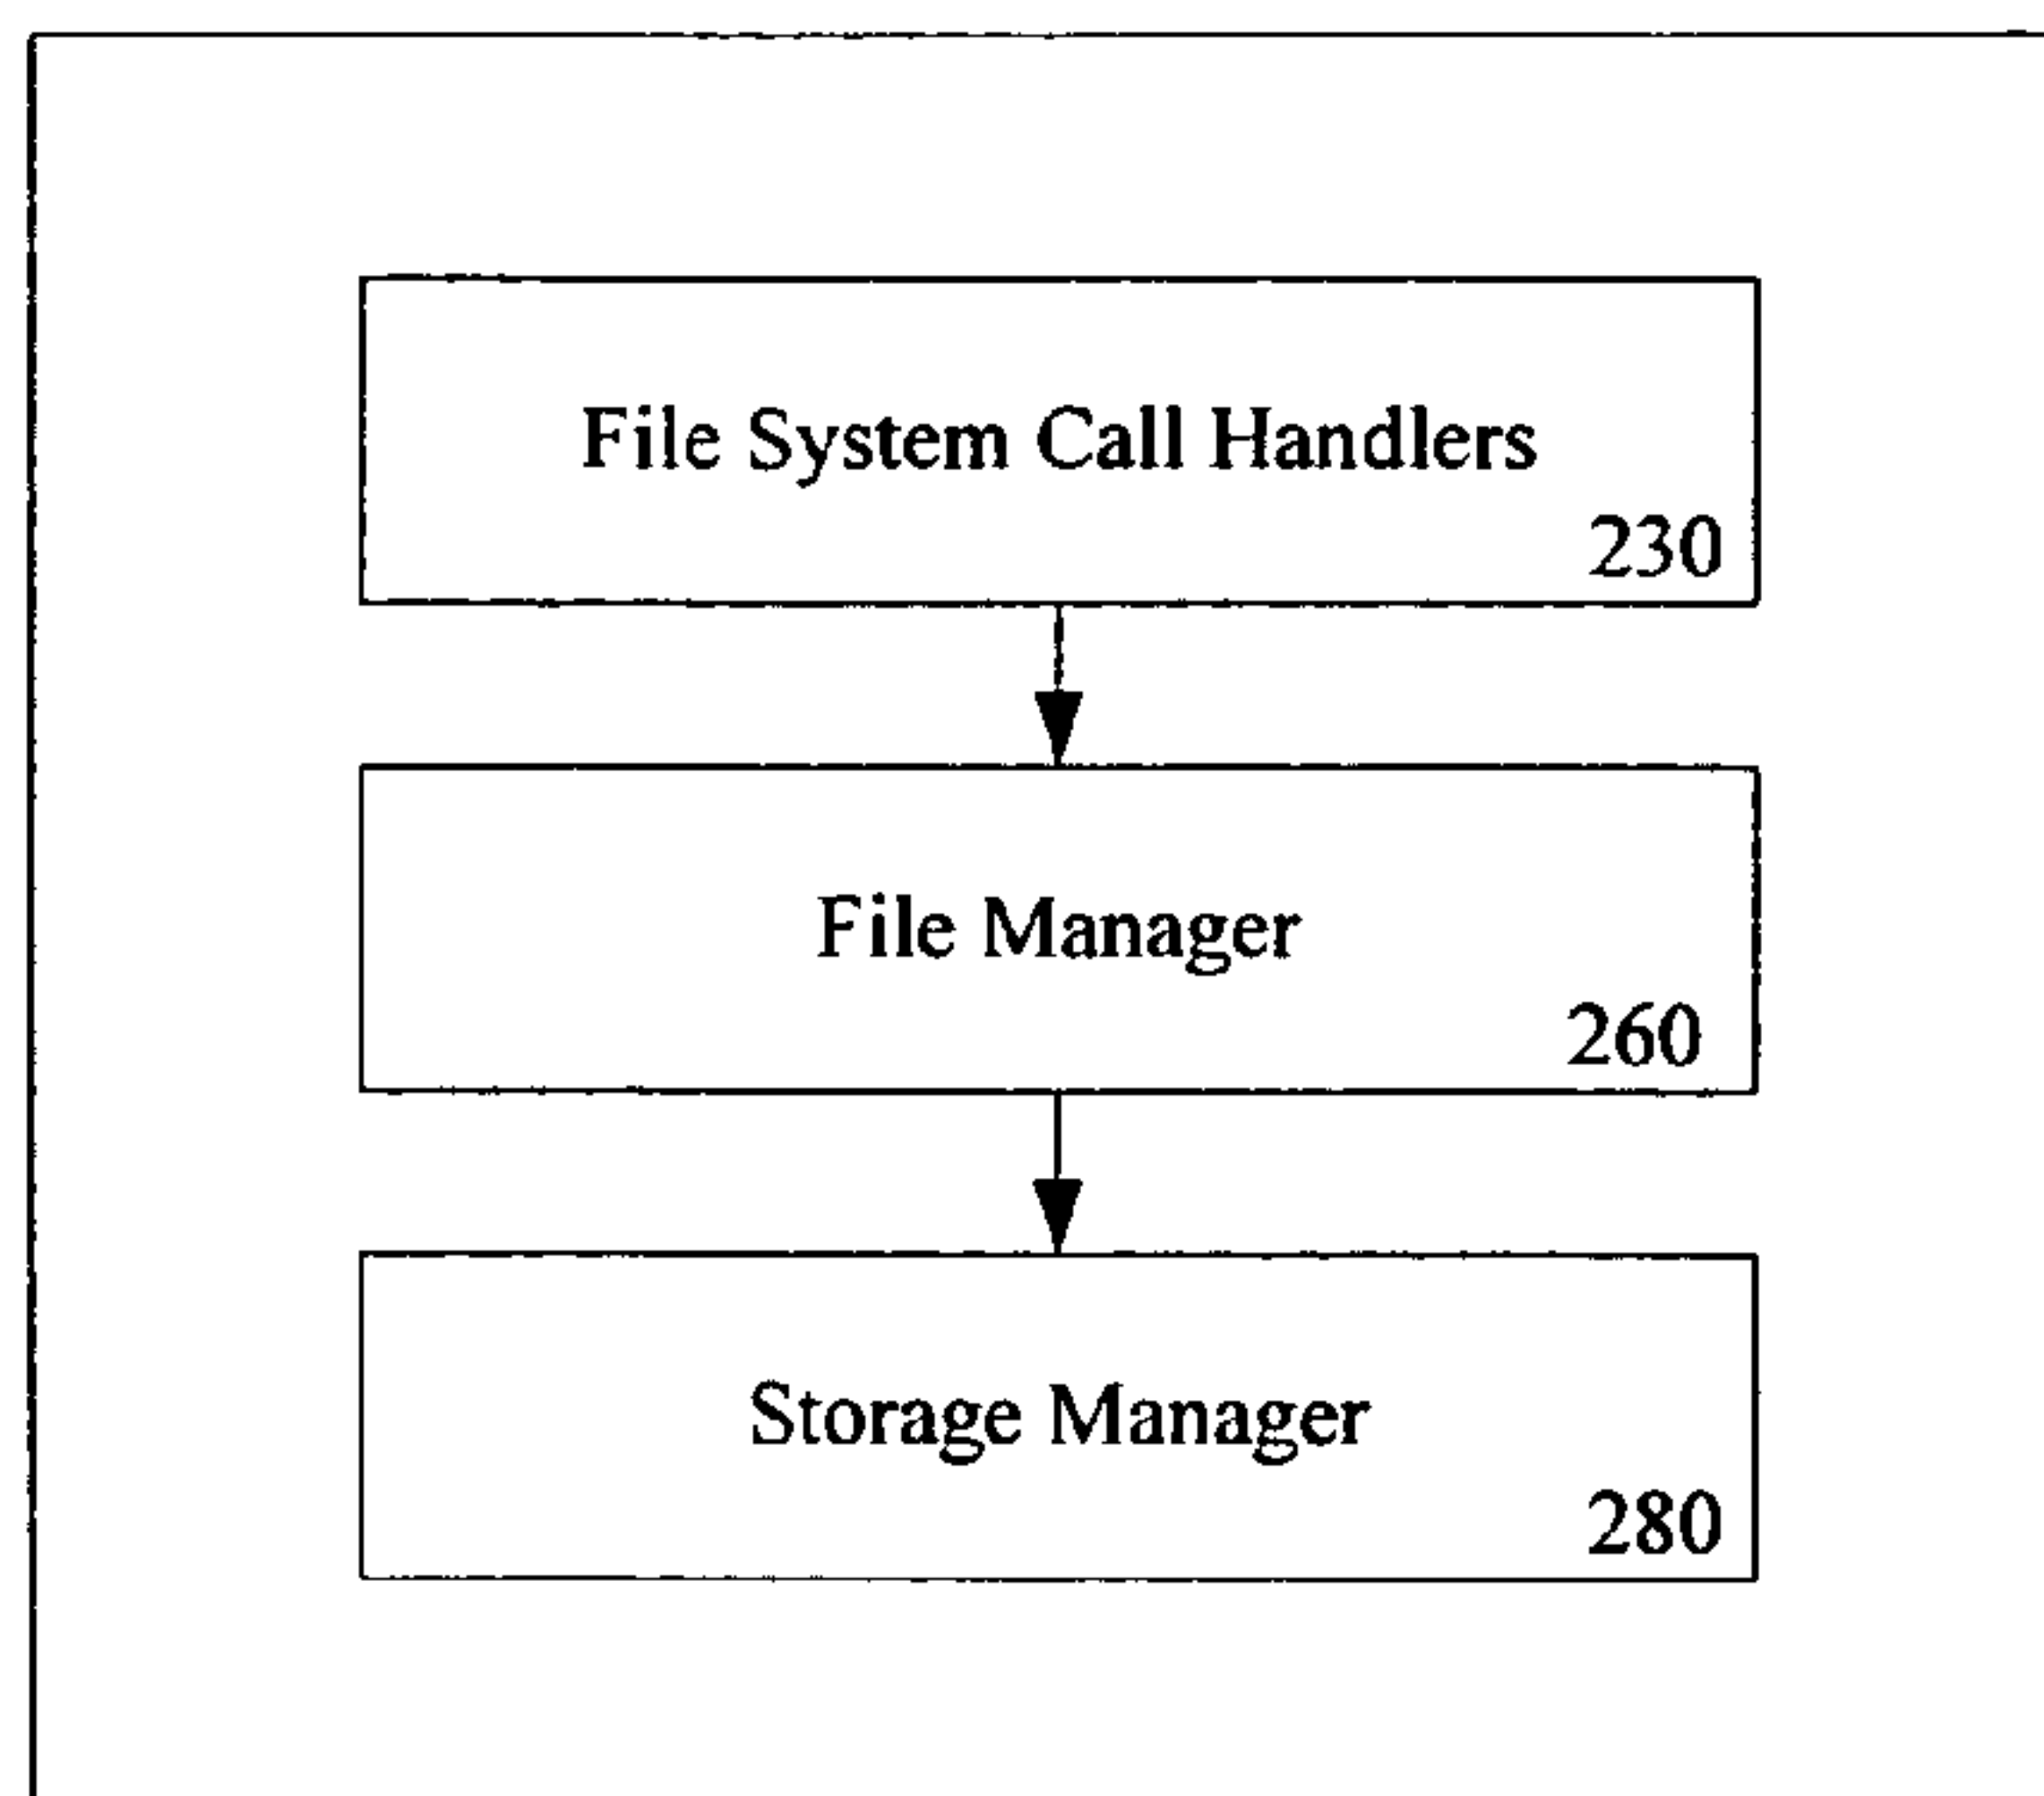 File System Call Handlers
230
File Manager
260
Storage Manager
280